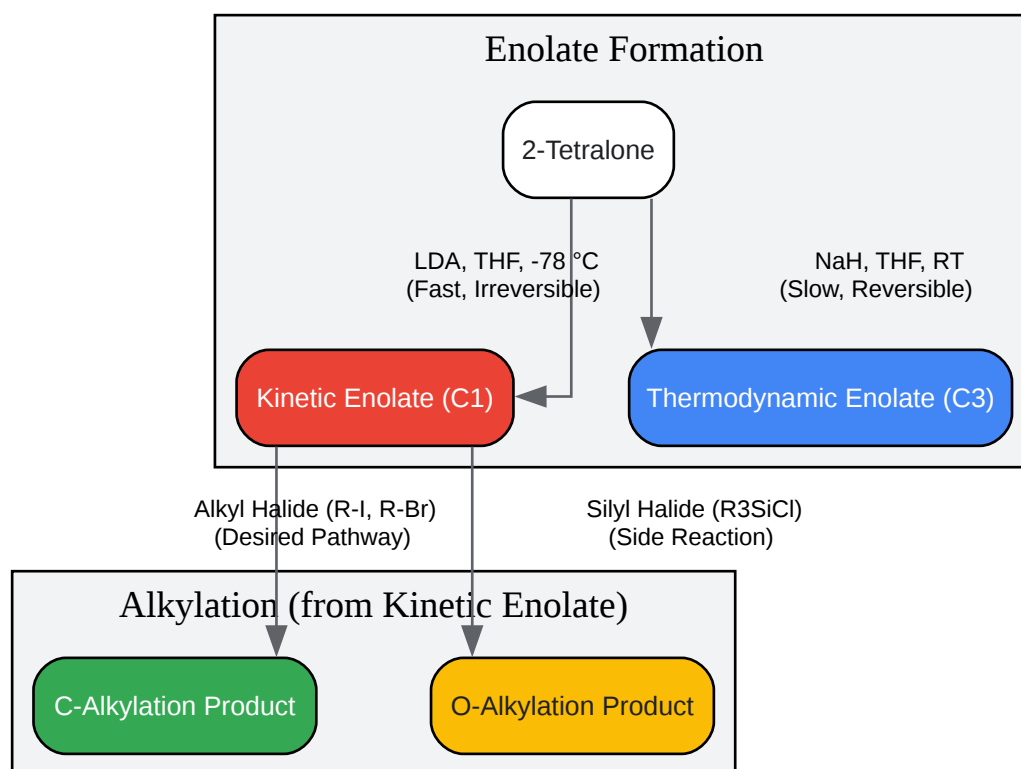 Enolate Formation
2-Tetralone
LDA, THF, -78 °C
(Fast, Irreversible)
NaH, THF, RT
(Slow, Reversible)
Kinetic Enolate (C1)
Thermodynamic Enolate (C3)
Alkyl Halide (R-I, R-Br)
(Desired Pathway)
Silyl Halide (R3SiCl)
(Side Reaction)
Alkylation (from Kinetic Enolate)
C-Alkylation Product
O-Alkylation Product